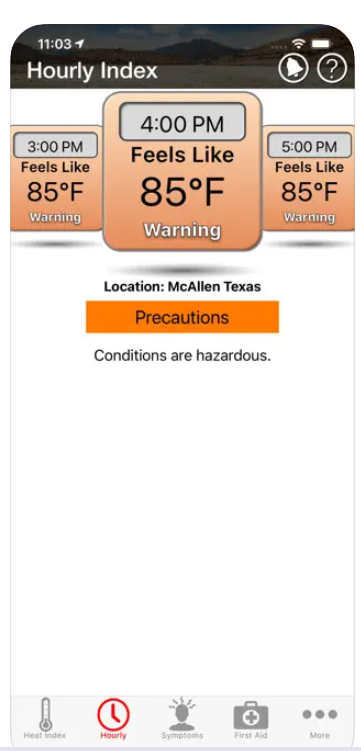 11:03
Hourly Index
3:00 PM
Feels Like
85°F
Warning
4:00 PM
Feels Like
85°F
Warning
5:00 PM
Feels Like
85°F
Warning
Location: McAllen Texas
Precautions
Conditions are hazardous.
Heat Index
Hourly
Symptoms
First Aid
More